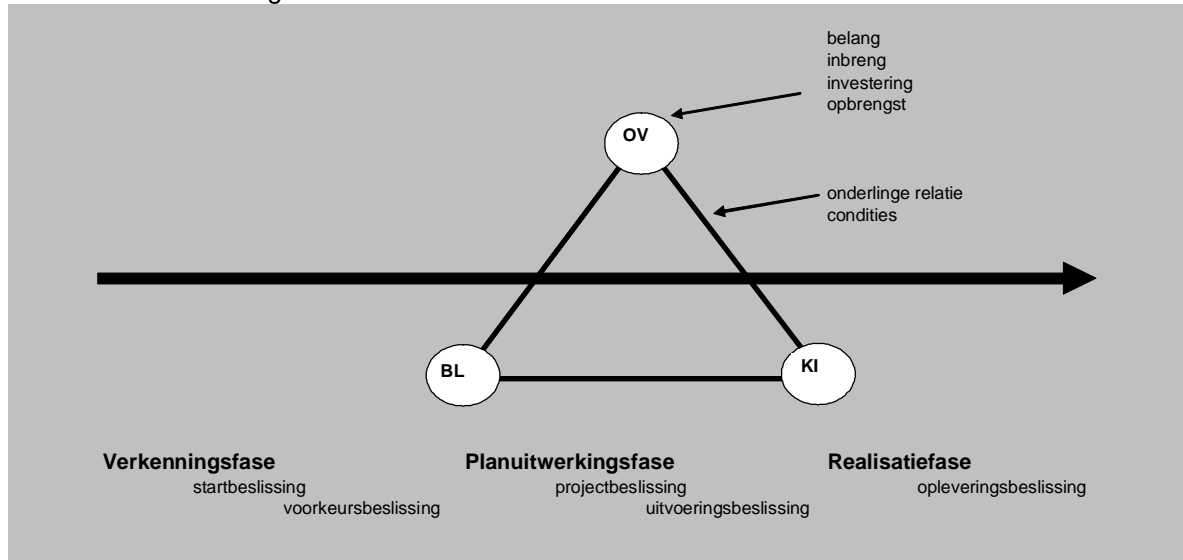 belang
inbreng
investering
opbrengst
OV
onderlinge relatie
condities
BL
KI
Verkenningsfase
startbeslissing
voorkeursbeslissing
Planuitwerkingsfase
projectbeslissing
uitvoeringsbeslissing
Realisatiefase
opleveringsbeslissing